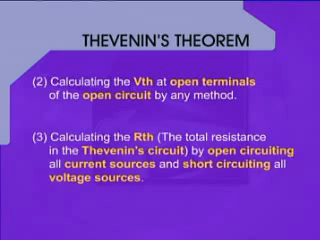 THEVENIN'S THEOREM
(2) Calculating the Vth at open terminals
of the open circuit by any method.
(3) Calculating the Rth (The total resistance
in the Thevenin's circuit) by open circuiting
all current sources and short circuiting all
voltage sources.